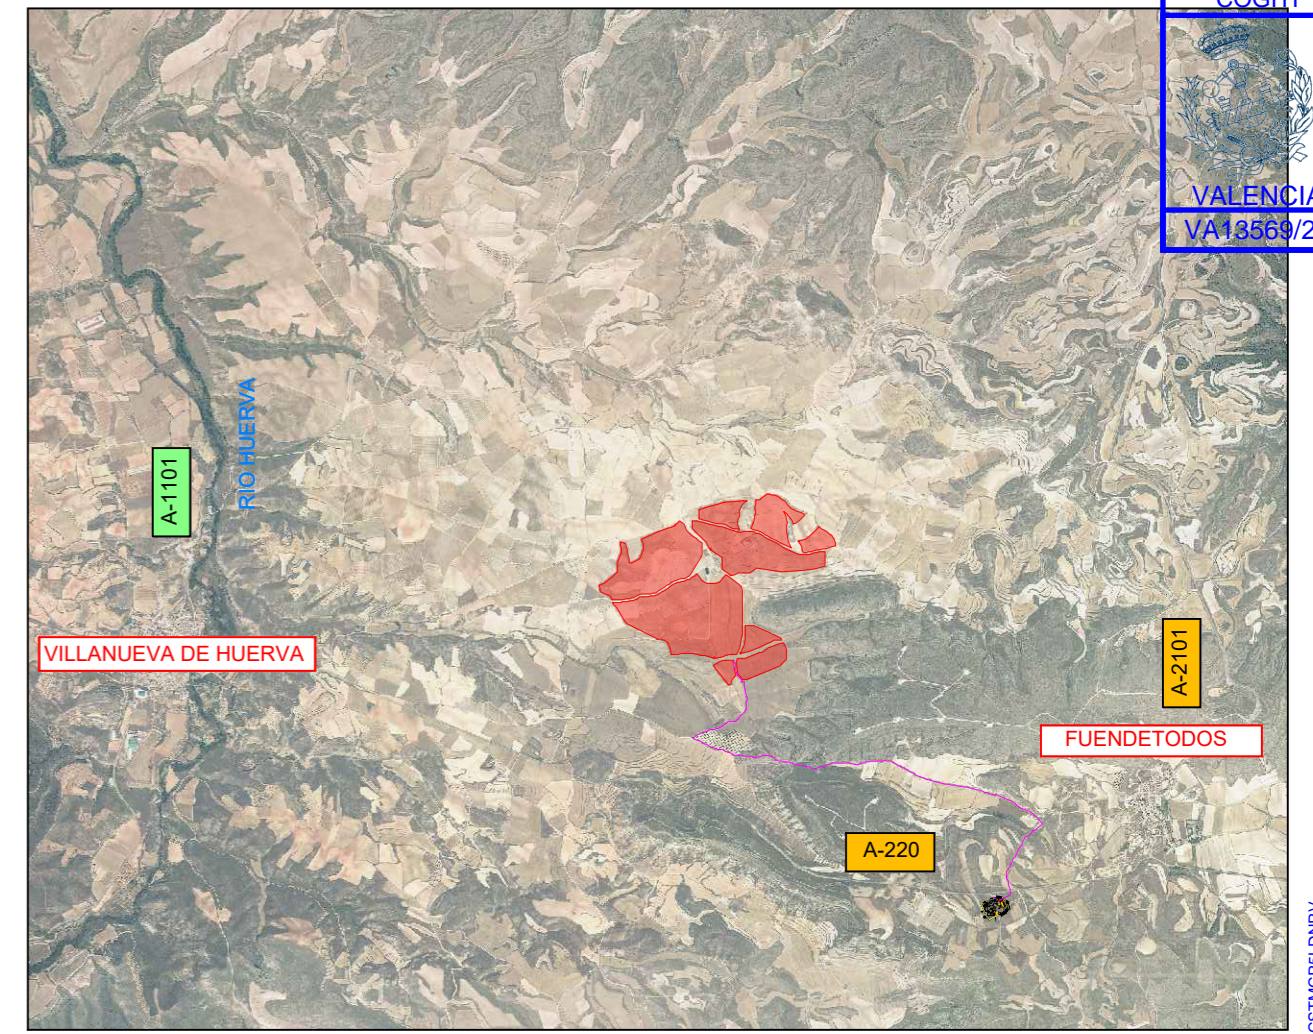 COGITI
VALENCIA
VA13569/2
RIO HUERVA
A-1101
VILLANUEVA DE HUERVA
A-2101
FUENDETODOS
A-220